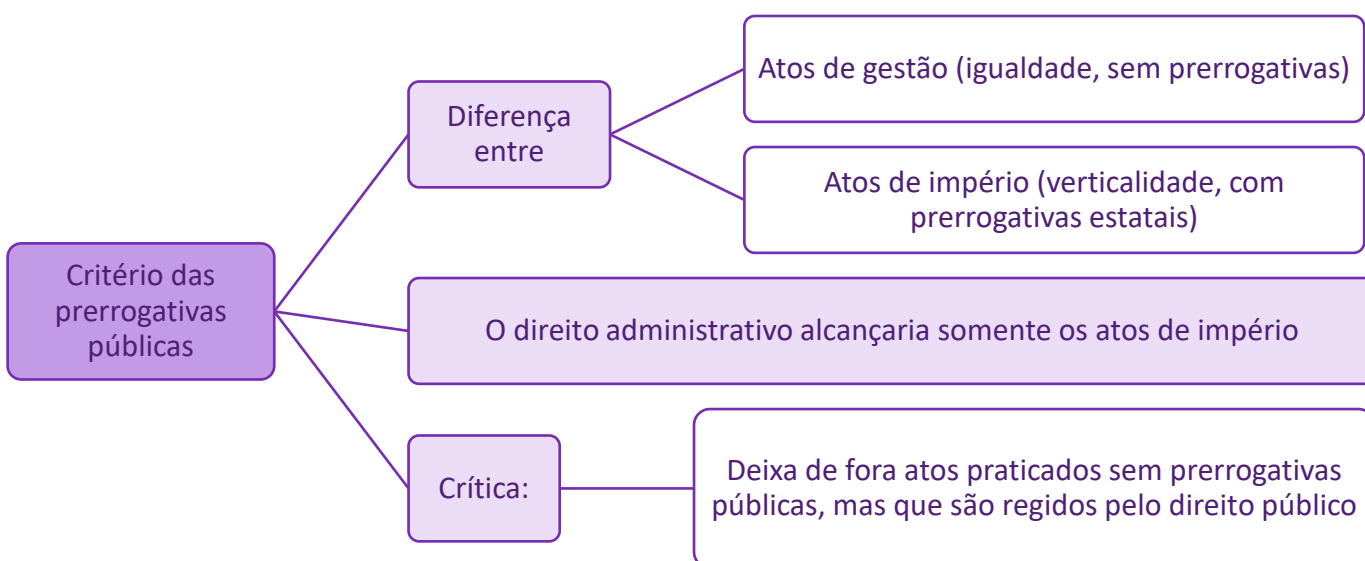 Critério das
prerrogativas
públicas
Diferença
entre
Atos de gestão (igualdade, sem prerrogativas)
Atos de império (verticalidade, com
prerrogativas estatais)
O direito administrativo alcançaria somente os atos de império
Crítica:
Deixa de fora atos praticados sem prerrogativas
públicas, mas que são regidos pelo direito público